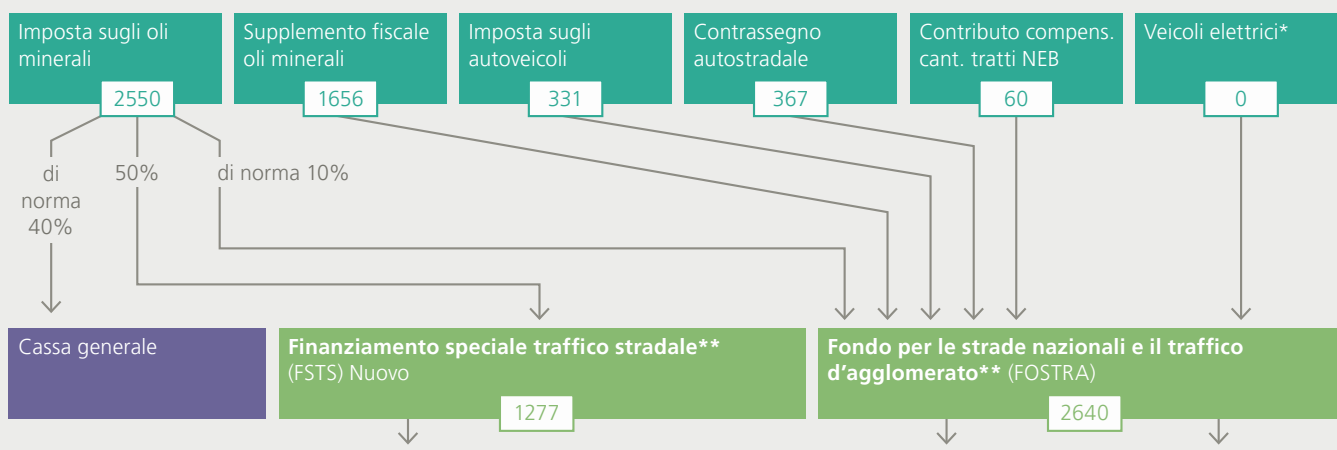 Imposta sugli oli
minerali
2550
Supplemento fiscale
oli minerali
1656
Imposta sugli
autoveicoli
331
Contrassegno
autostradale
367
Contributo compens.
cant. tratti NEB
60
Veicoli elettrici*
0
di
norma
40%
50%
di norma 10%
Cassa generale
Finanziamento speciale traffico stradale**
(FSTS) Nuovo
1277
Fondo per le strade nazionali e il traffico
d'agglomerato** (FOSTRA)
2640